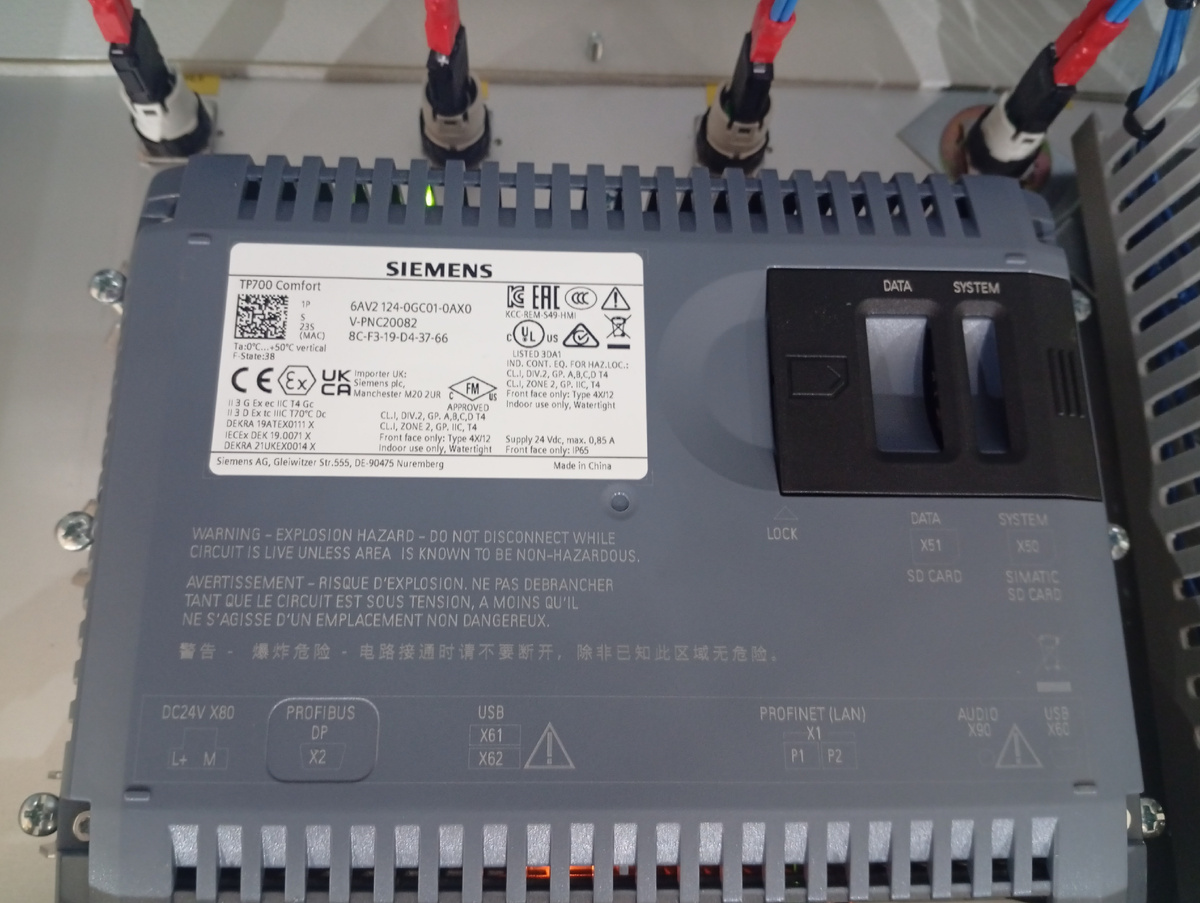 SIEMENS
TP700 Comfort
1P 6AV2 124-0GC01-0AX0
S V-PNC20082
23S 8C-F3-19-D4-37-66
(MAC)
Ta:0°C...+50°C vertical
F-State:38
KCC-REM-S49-HMI
C UL US
LISTED 3DA1
IND. CONT. EQ. FOR HAZ.LOC.:
CL.I, DIV.2, GP. A,B,C,D T4
CL.I, ZONE 2, GP. IIC, T4
Front face only: Type 4X/12
Indoor use only, Watertight
CE Ex UK CA
Importer UK:
Siemens plc,
Manchester M20 2UR
C FM US
APPROVED
II 3 G Ex ec IIC T4 Gc
II 3 D Ex tc IIIC T70°C Dc
DEKRA 19ATEX0111 X
IECEx DEK 19.0071 X
DEKRA 21UKEX0014 X
CL.I, DIV.2, GP. A,B,C,D T4
CL.I, ZONE 2, GP. IIC, T4
Front face only: Type 4X/12
Indoor use only, Watertight
Supply 24 Vdc, max. 0,85 A
Front face only: IP65
Siemens AG, Gleiwitzer Str.555, DE-90475 Nuremberg Made in China
DATA SYSTEM
LOCK
DATA SYSTEM
X51 X50
SD CARD SIMATIC
SD CARD
WARNING - EXPLOSION HAZARD - DO NOT DISCONNECT WHILE
CIRCUIT IS LIVE UNLESS AREA IS KNOWN TO BE NON-HAZARDOUS.
AVERTISSEMENT - RISQUE D'EXPLOSION. NE PAS DEBRANCHER
TANT QUE LE CIRCUIT EST SOUS TENSION, A MOINS QU'IL
NE S'AGISSE D'UN EMPLACEMENT NON DANGEREUX.
警告 - 爆炸危险 - 电路接通时请不要断开, 除非已知此区域无危险。
DC24V X80
L+ M
PROFIBUS
DP
X2
USB
X61
X62
PROFINET (LAN)
X1
P1 P2
AUDIO
X90
USB
X60